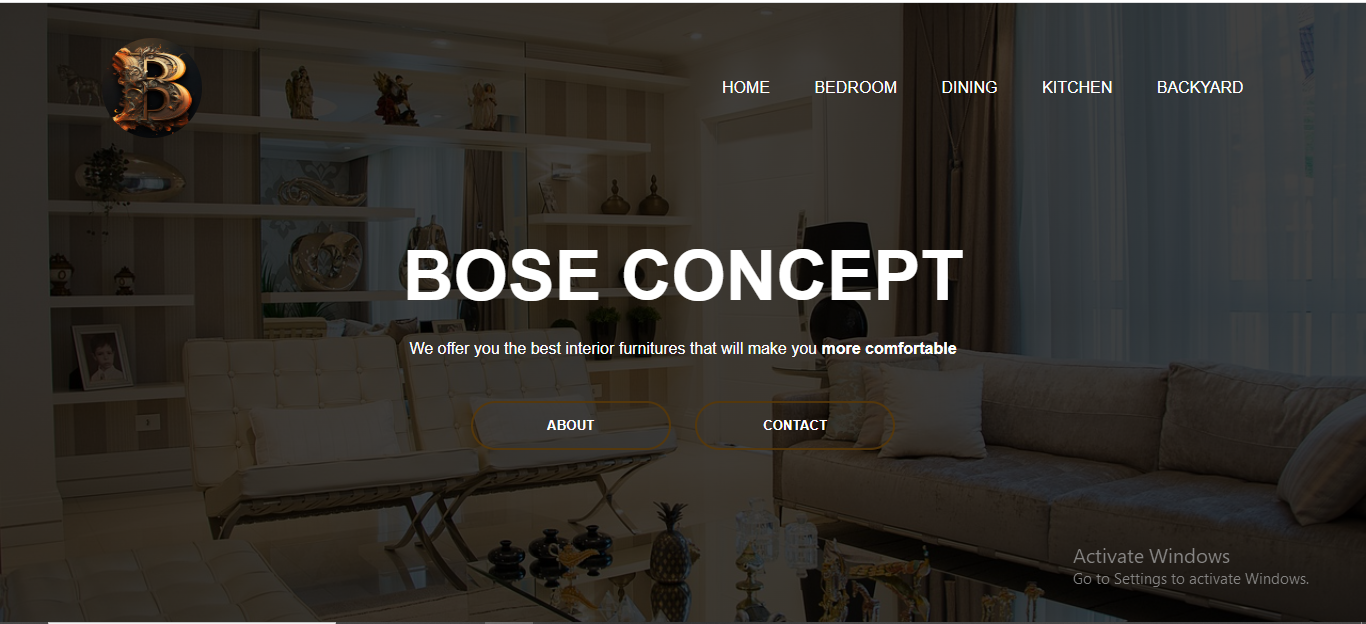 B
HOME BEDROOM DINING KITCHEN BACKYARD
BOSE CONCEPT
We offer you the best interior furnitures that will make you more comfortable
ABOUT CONTACT
Activate Windows
Go to Settings to activate Windows.